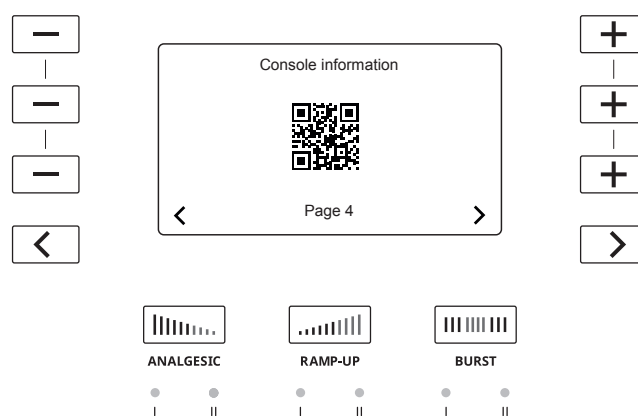 Console information
Page 4
ANALGESIC RAMP-UP BURST
I II I II I II